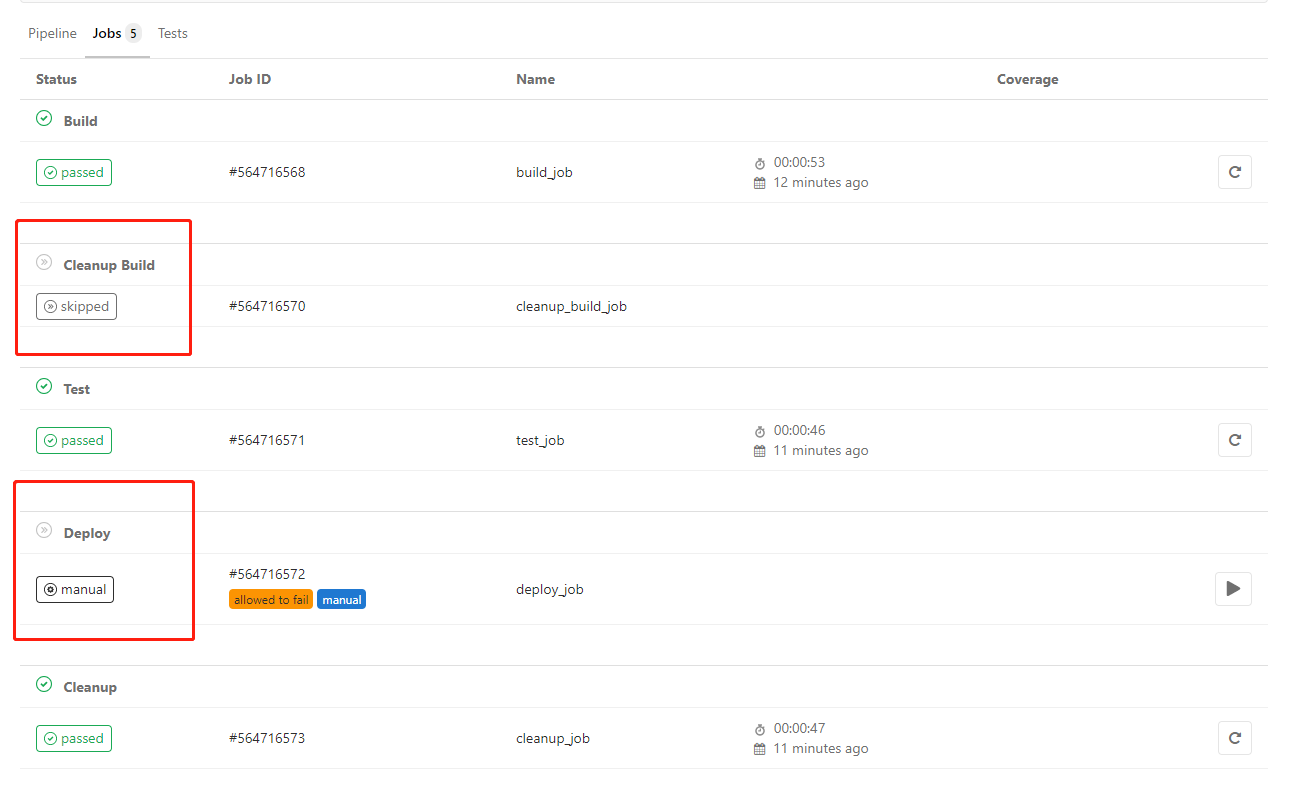 Pipeline Jobs 5 Tests
Status Job ID Name Coverage
Build
passed #564716568 build_job 00:00:53
12 minutes ago
Cleanup Build
skipped #564716570 cleanup_build_job
Test
passed #564716571 test_job 00:00:46
11 minutes ago
Deploy
#564716572
manual allowed to fail manual deploy_job
Cleanup
passed #564716573 cleanup_job 00:00:47
11 minutes ago